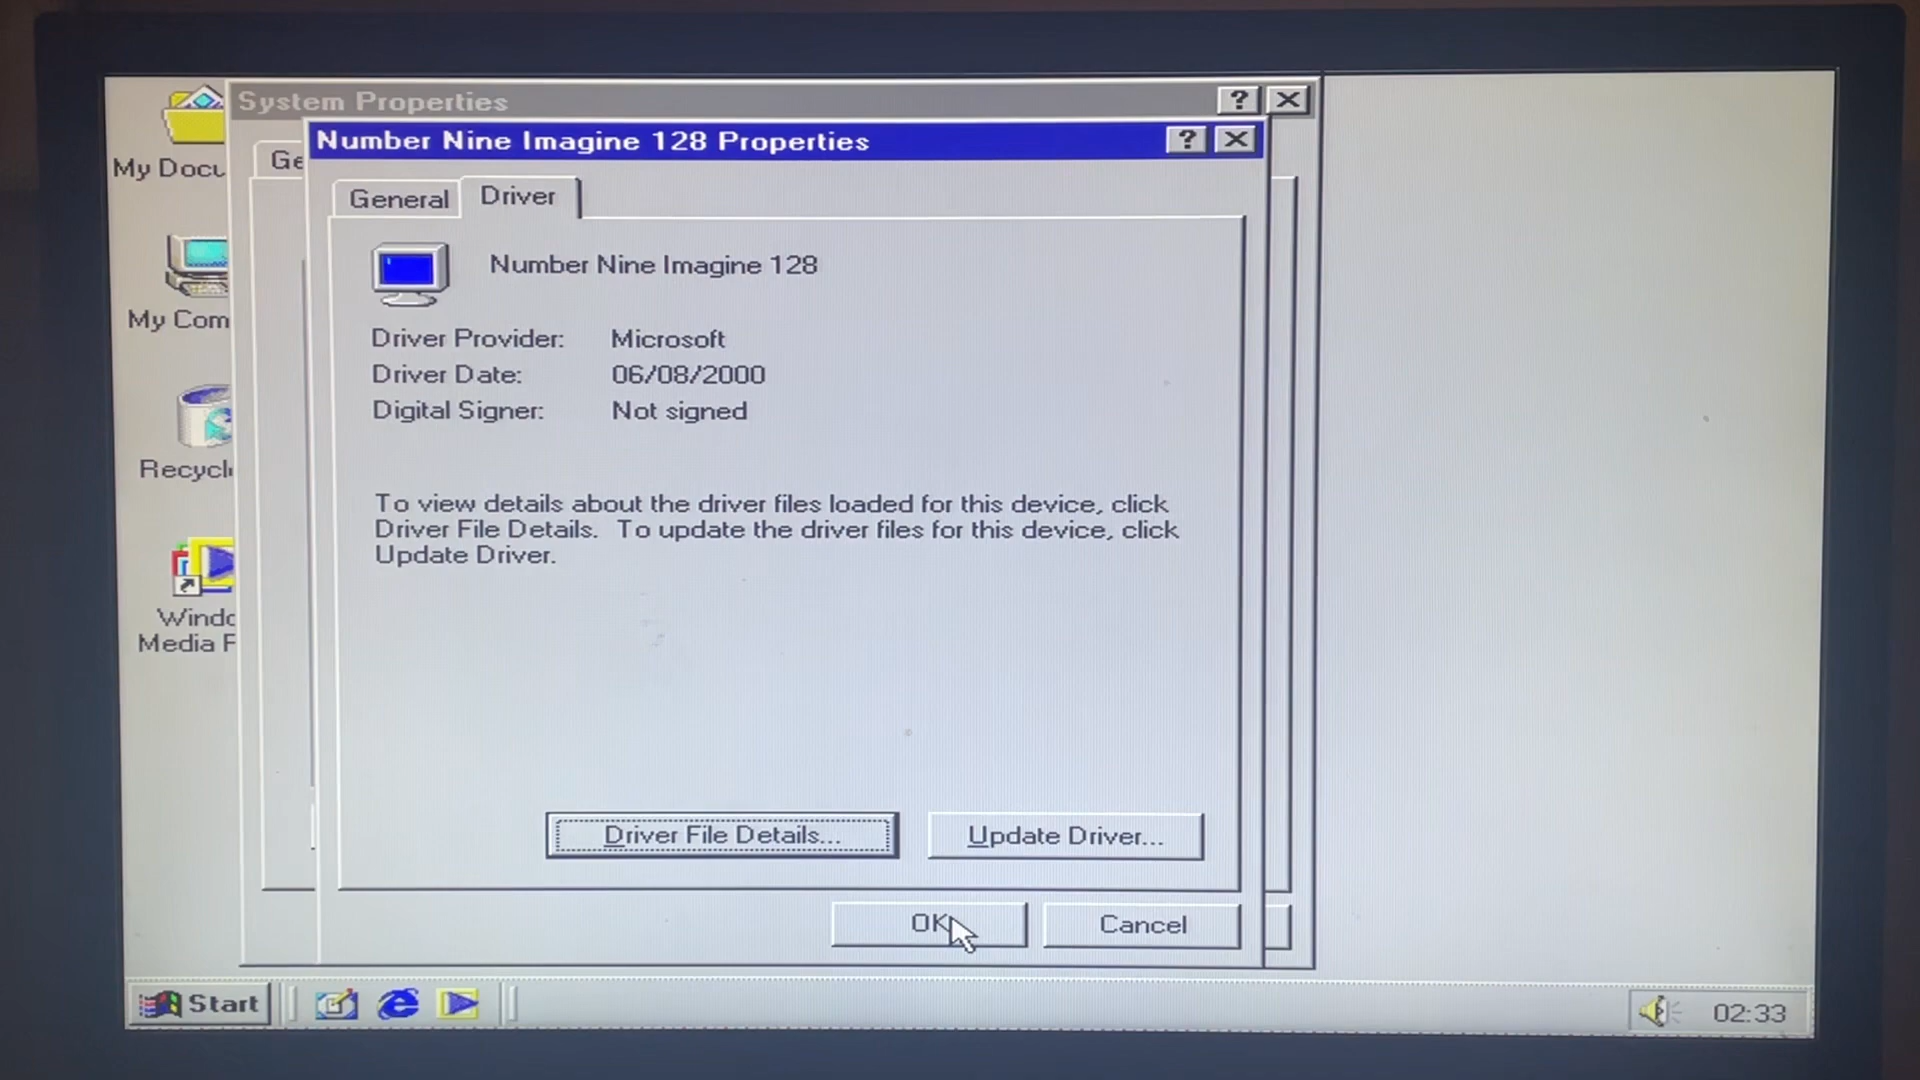 System Properties
Number Nine Imagine 128 Properties
Ge
General
Driver
Number Nine Imagine 128
Driver Provider: Microsoft
Driver Date: 06/08/2000
Digital Signer: Not signed
To view details about the driver files loaded for this device, click
Driver File Details. To update the driver files for this device, click
Update Driver.
Driver File Details...
Update Driver...
OK
Cancel
My Docu
My Com
Recycl
Windo
Media F
Start
02:33